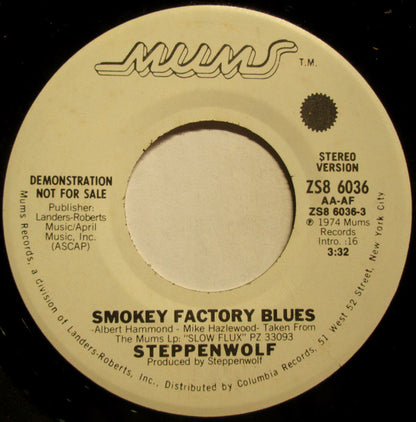 MUMS T.M.
DEMONSTRATION
NOT FOR SALE
Publisher:
Landers-Roberts
Music/April
Music, Inc.
(ASCAP)
STEREO
VERSION
ZS8 6036
AA-AF
ZS8 6036-3
℗ 1974 Mums
Records
Intro. :16
3:32
SMOKEY FACTORY BLUES
-Albert Hammond - Mike Hazlewood- Taken From
The Mums Lp: "SLOW FLUX" PZ 33093
STEPPENWOLF
Produced by Steppenwolf
Mums Records, a division of Landers-Roberts, Inc., Distributed by Columbia Records, 51 West 52 Street, New York City